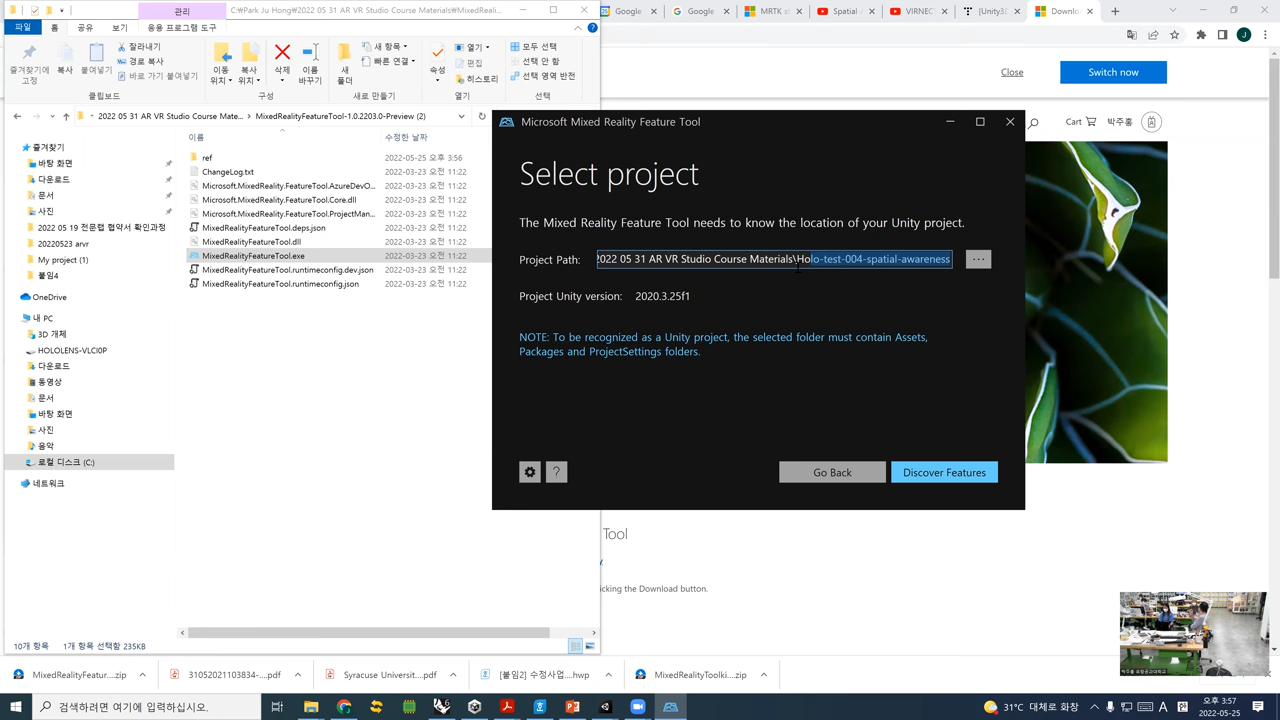 관리
C:₩Park Ju Hong₩2022 05 31 AR VR Studio Course Materials₩MixedReali...
파일
홈
공유
보기
응용 프로그램 도구
즐겨찾기에
고정
복사
붙여넣기
잘라내기
경로 복사
바로 가기 붙여넣기
클립보드
이동
위치
복사
위치
삭제
이름
바꾸기
구성
새
폴더
새 항목
빠른 연결
새로 만들기
속성
열기
편집
히스토리
열기
모두 선택
선택 안 함
선택 영역 반전
선택
2022 05 31 AR VR Studio Course Mate... > MixedRealityFeatureTool-1.0.2203.0-Preview (2)
이름
수정한 날짜
즐겨찾기
바탕 화면
다운로드
문서
사진
2022 05 19 전문랩 협약서 확인과정
20220523 arvr
My project (1)
붙임4
OneDrive
내 PC
3D 개체
HOLOLENS-VLCI0P
다운로드
동영상
문서
바탕 화면
사진
음악
로컬 디스크 (C:)
네트워크
ref 2022-05-25 오후 3:56
ChangeLog.txt 2022-03-23 오전 11:22
Microsoft.MixedReality.FeatureTool.AzureDevO... 2022-03-23 오전 11:22
Microsoft.MixedReality.FeatureTool.Core.dll 2022-03-23 오전 11:22
Microsoft.MixedReality.FeatureTool.ProjectMan... 2022-03-23 오전 11:22
MixedRealityFeatureTool.deps.json 2022-03-23 오전 11:22
MixedRealityFeatureTool.dll 2022-03-23 오전 11:22
MixedRealityFeatureTool.exe 2022-03-23 오전 11:22
MixedRealityFeatureTool.runtimeconfig.dev.json 2022-03-23 오전 11:22
MixedRealityFeatureTool.runtimeconfig.json 2022-03-23 오전 11:22
10개 항목 1개 항목 선택함 235KB
Google
Google
MRTK s
Spatial
VIRNEC
[Unity3
Downlo
J
Close
Switch now
Cart
박주홍
Microsoft Mixed Reality Feature Tool
Select project
The Mixed Reality Feature Tool needs to know the location of your Unity project.
Project Path: 2022 05 31 AR VR Studio Course Materials\Holo-test-004-spatial-awareness ...
Project Unity version: 2020.3.25f1
NOTE: To be recognized as a Unity project, the selected folder must contain Assets,
Packages and ProjectSettings folders.
?
Go Back
Discover Features
Tool
icking the Download button.
MixedRealityFeatur....zip
31052021103834-....pdf
Syracuse Universit....pdf
[붙임2] 수정사업....hwp
MixedRealityToolki....zip
검색하려면 여기에 입력하십시오.
31°C 대체로 화창
A
오후 3:57
2022-05-25